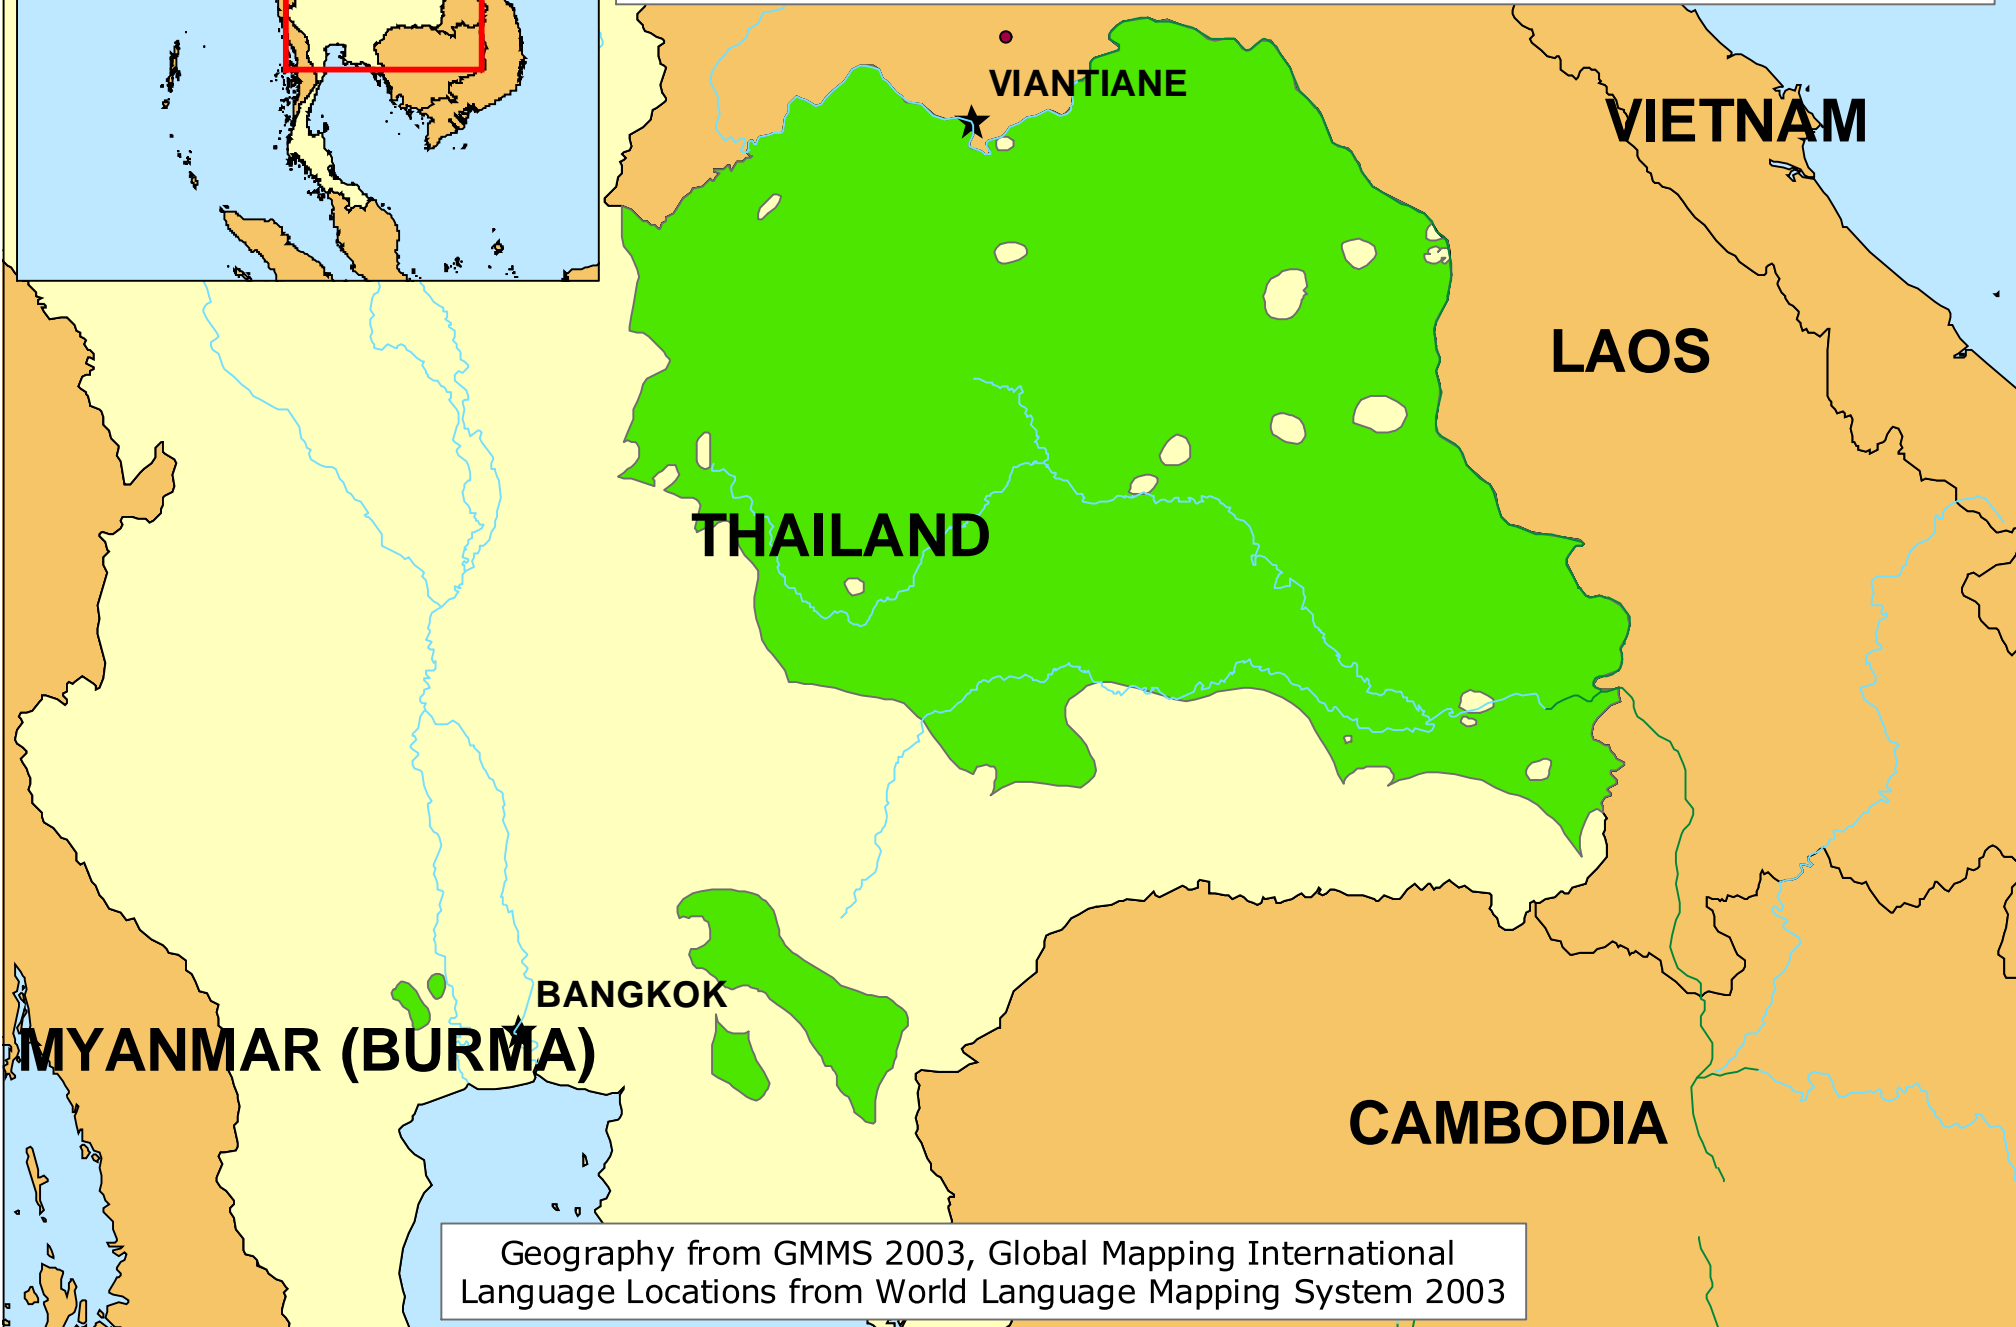 VIANTIANE
VIETNAM
LAOS
THAILAND
BANGKOK
MYANMAR (BURMA)
CAMBODIA
Geography from GMMS 2003, Global Mapping International
Language Locations from World Language Mapping System 2003